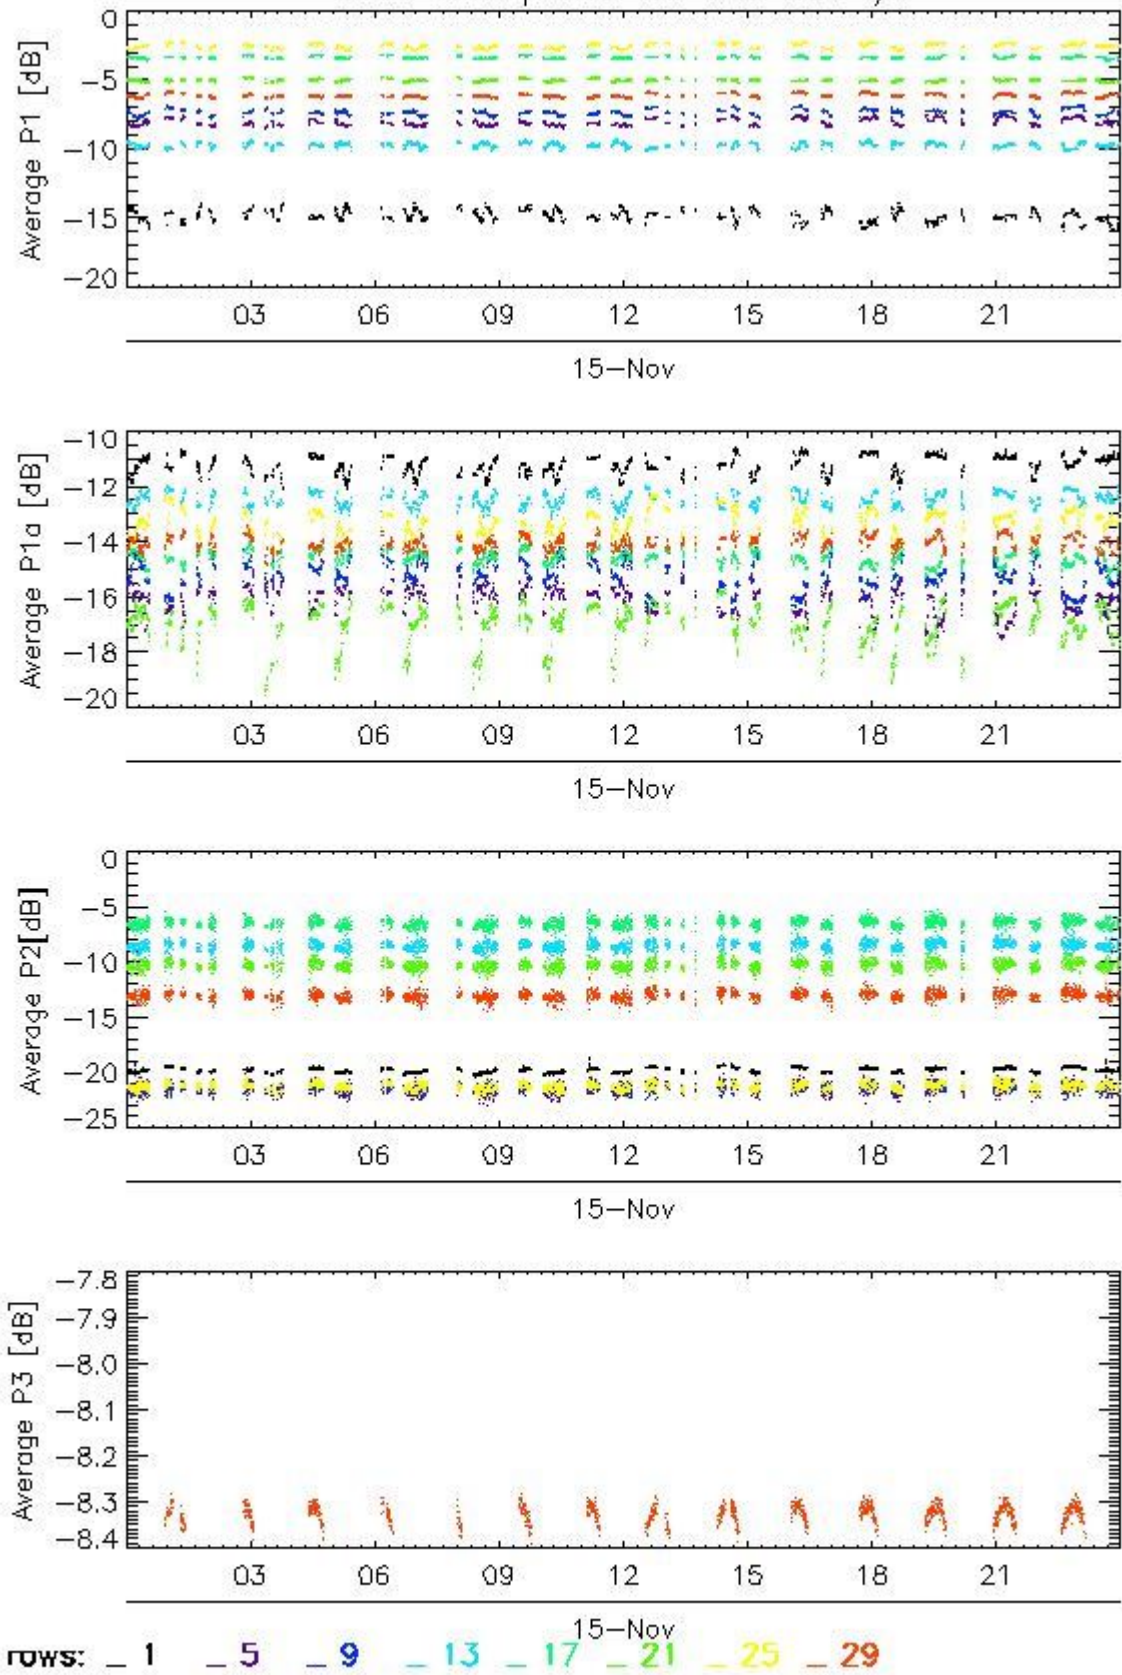 Average P1 [dB]
0
−5
−10
−15
−20
03 06 09 12 15 18 21
15−Nov
Average P1a [dB]
−10
−12
−14
−16
−18
−20
03 06 09 12 15 18 21
15−Nov
Average P2[dB]
0
−5
−10
−15
−20
−25
03 06 09 12 15 18 21
15−Nov
Average P3 [dB]
−7.8
−7.9
−8.0
−8.1
−8.2
−8.3
−8.4
03 06 09 12 15 18 21
15−Nov
rows: _ 1 _ 5 _ 9 _ 13 _ 17 _ 21 _ 25 _ 29